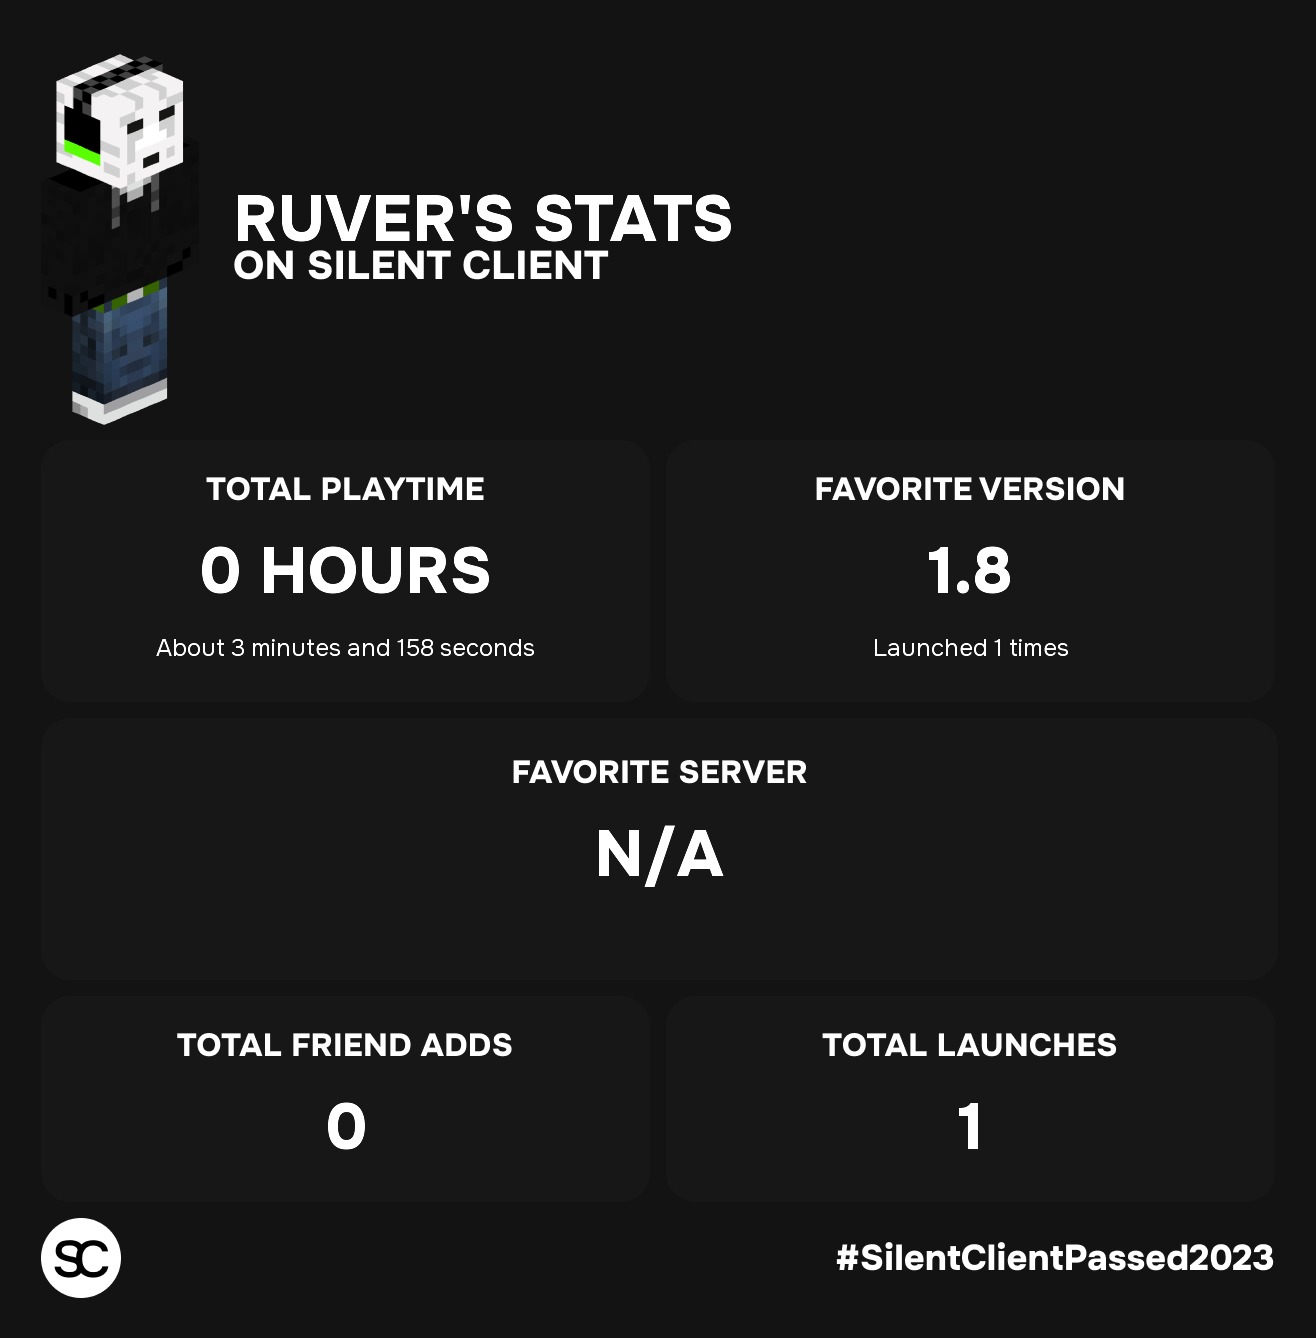 RUVER'S STATS
ON SILENT CLIENT
TOTAL PLAYTIME
0 HOURS
About 3 minutes and 158 seconds
FAVORITE VERSION
1.8
Launched 1 times
FAVORITE SERVER
N/A
TOTAL FRIEND ADDS
0
TOTAL LAUNCHES
1
SC
#SilentClientPassed2023